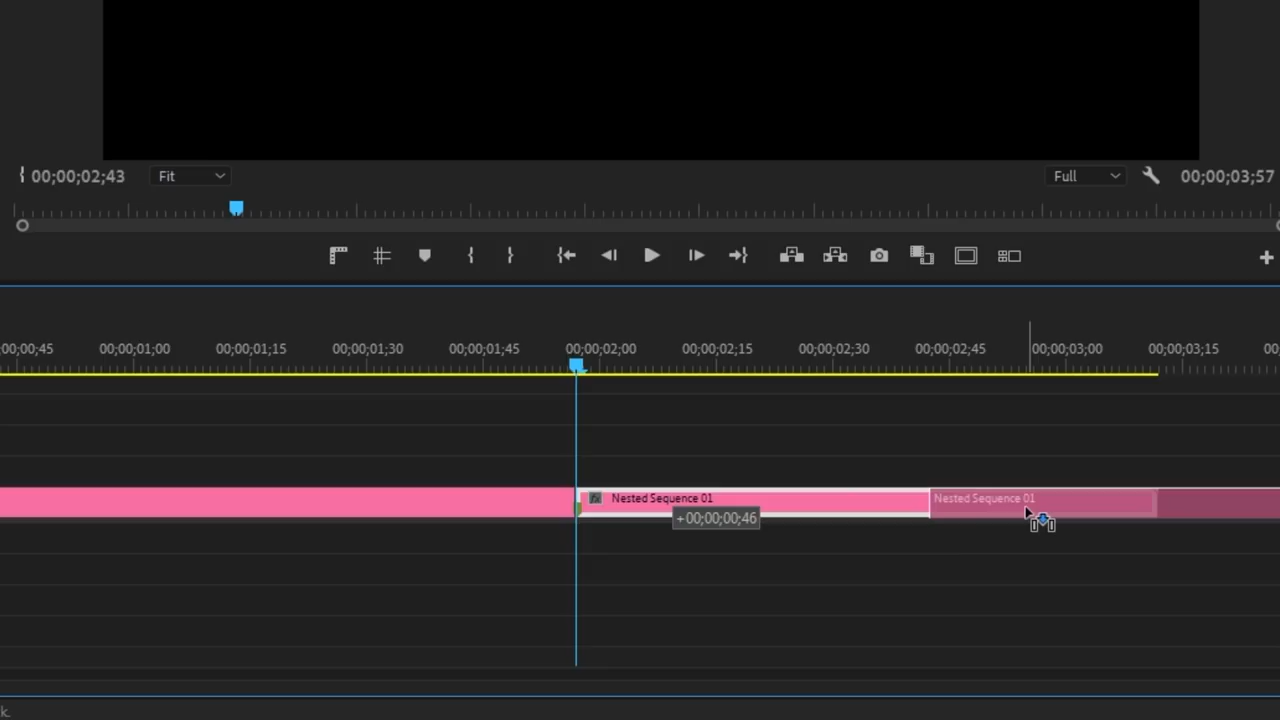 00;00;02;43 Fit Full 00;00;03;57
;00;00;45 00;00;01;00 00;00;01;15 00;00;01;30 00;00;01;45 00;00;02;00 00;00;02;15 00;00;02;30 00;00;02;45 00;00;03;00 00;00;03;15 00;
fx Nested Sequence 01 Nested Sequence 01
+00;00;00;46
k.